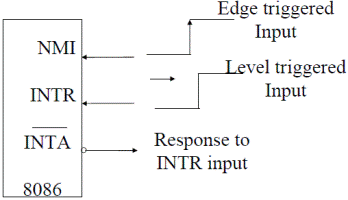 Edge triggered
Input
NMI
Level triggered
Input
INTR
INTA
Response to
INTR input
8086